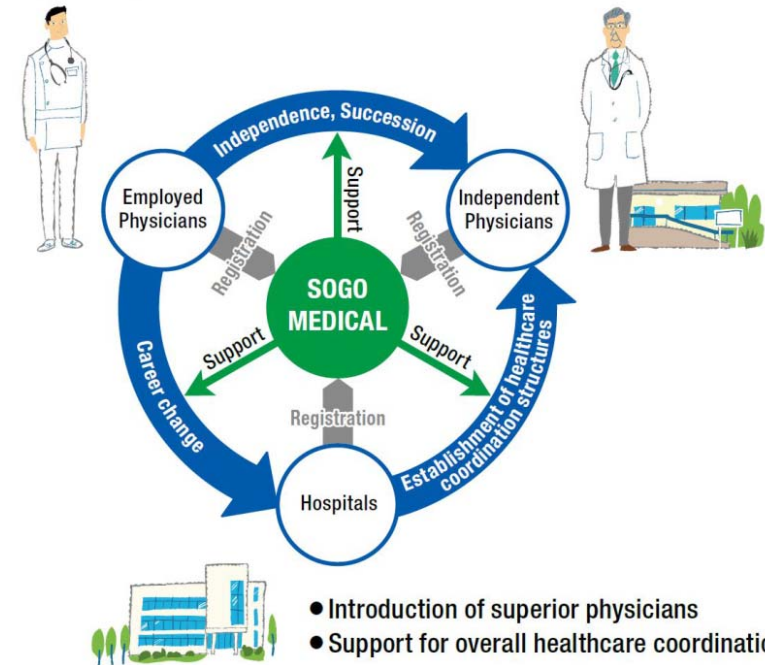 Independence, Succession
Employed
Physicians
Independent
Physicians
Support
Registration
Registration
SOGO
MEDICAL
Support
Support
Career change
Registration
Establishment of healthcare
coordination structures
Hospitals
● Introduction of superior physicians
● Support for overall healthcare coordinatio